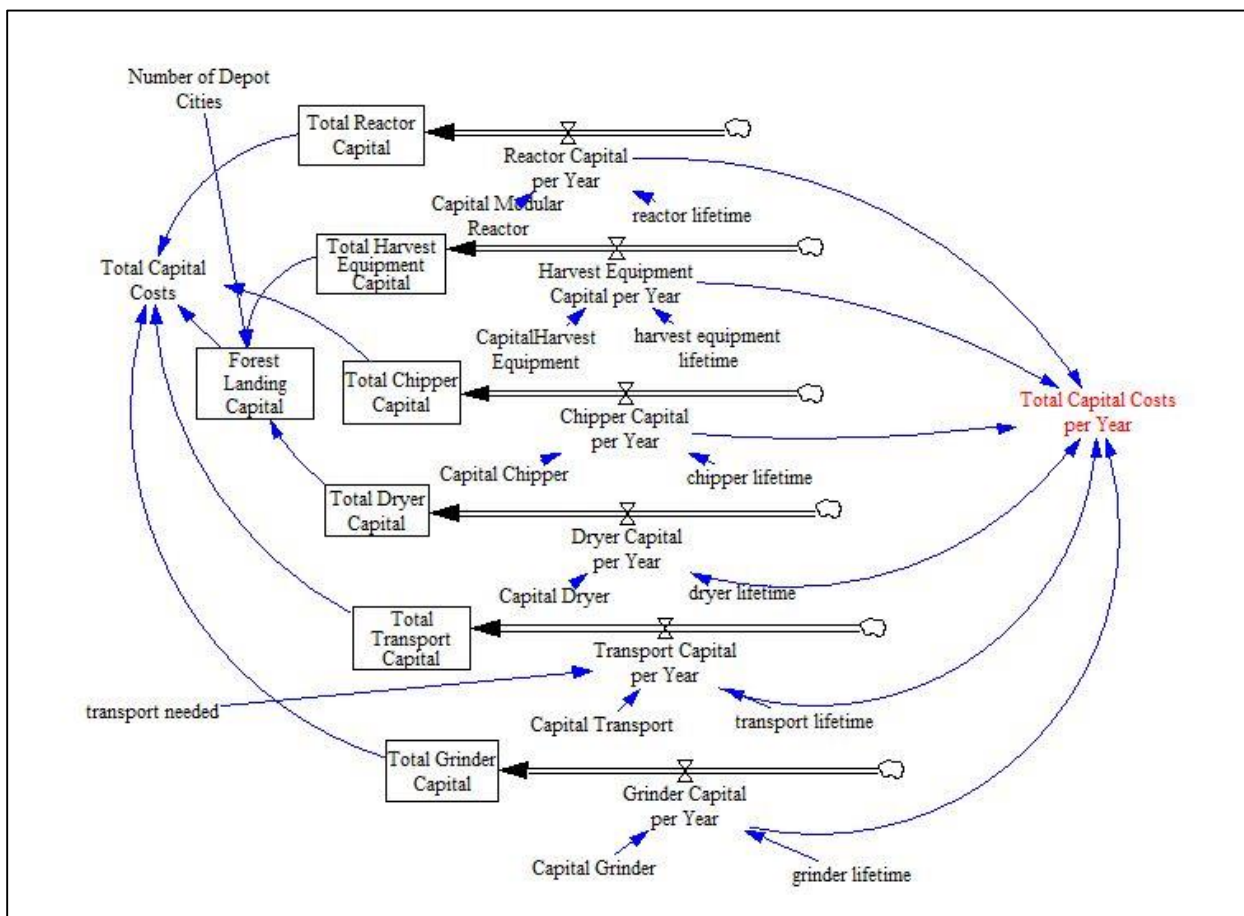 Number of Depot
Cities
Total Reactor
Capital
Reactor Capital
per Year
Capital Modular
Reactor
reactor lifetime
Total Harvest
Equipment
Capital
Total Capital
Costs
Harvest Equipment
Capital per Year
CapitalHarvest
Equipment
harvest equipment
lifetime
Forest
Landing
Capital
Total Chipper
Capital
Total Capital Costs
per Year
Chipper Capital
per Year
Capital Chipper
chipper lifetime
Total Dryer
Capital
Dryer Capital
per Year
Capital Dryer
dryer lifetime
Total
Transport
Capital
Transport Capital
per Year
transport needed
Capital Transport
transport lifetime
Total Grinder
Capital
Grinder Capital
per Year
Capital Grinder
grinder lifetime